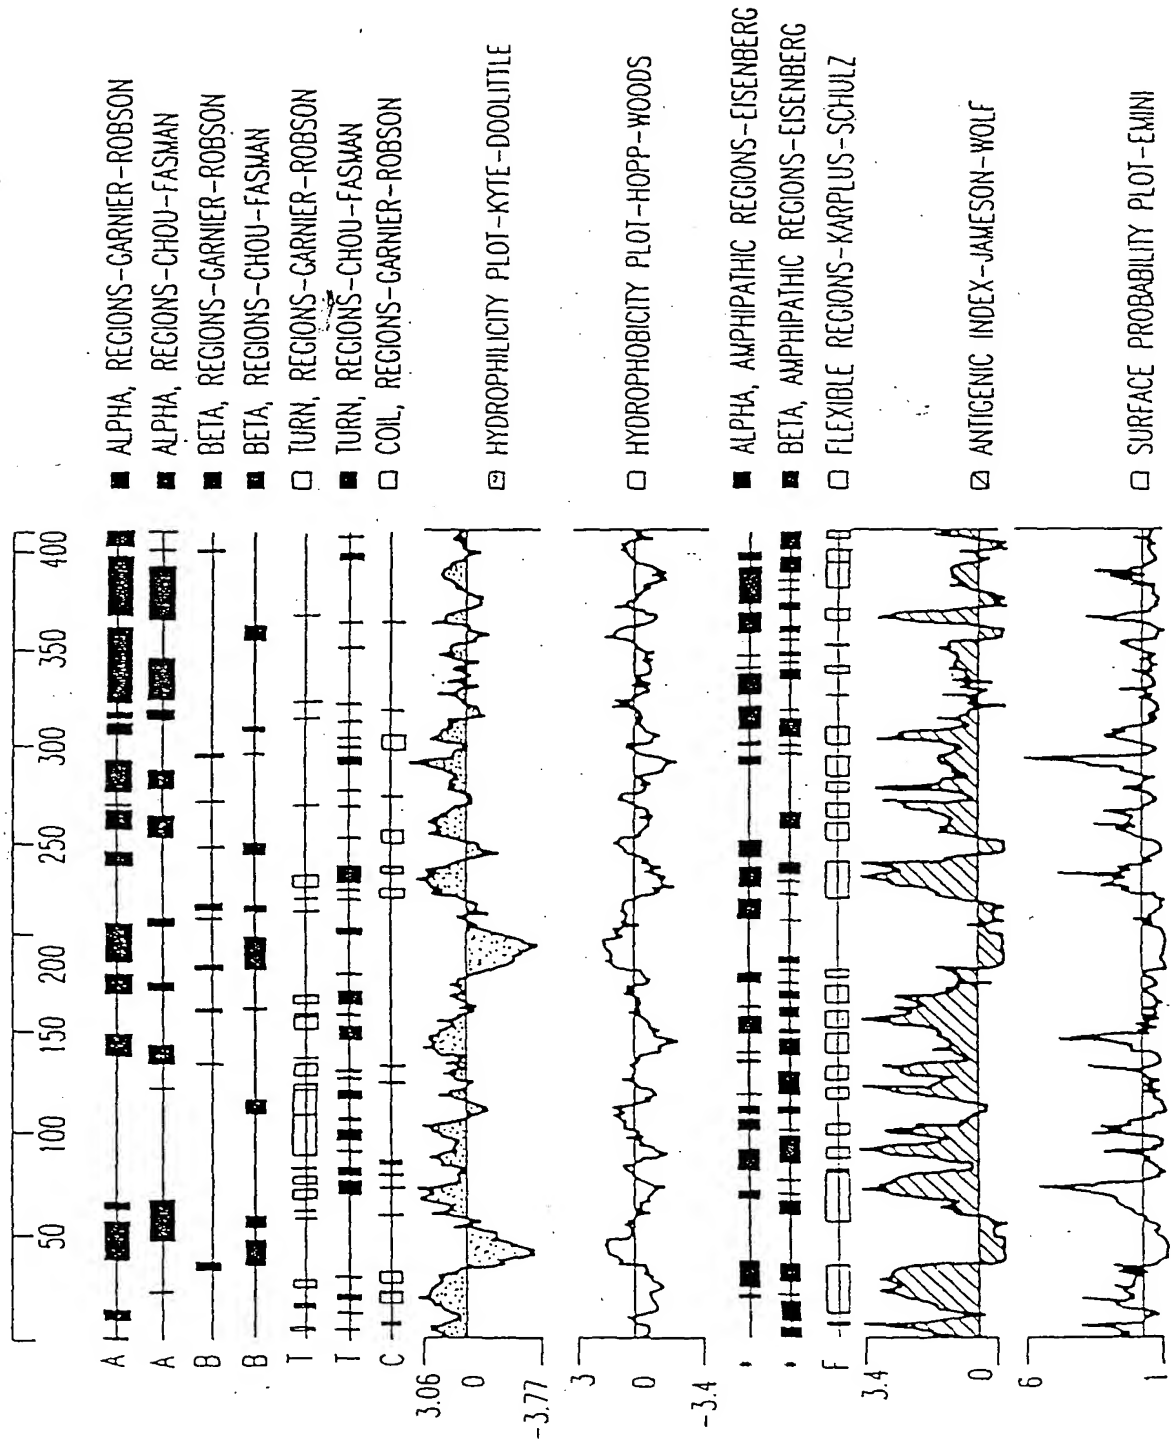 50 100 150 200 250 300 350 400
A ALPHA, REGIONS-GARNIER-ROBSON
A ALPHA, REGIONS-CHOU-FASMAN
B BETA, REGIONS-GARNIER-ROBSON
B BETA, REGIONS-CHOU-FASMAN
T TURN, REGIONS-GARNIER-ROBSON
T TURN, REGIONS-CHOU-FASMAN
C COIL, REGIONS-GARNIER-ROBSON
3.06
0 HYDROPHILICITY PLOT-KYTE-DOOLITTLE
-3.77
3
0 HYDROPHOBICITY PLOT-HOPP-WOODS
-3.4
ALPHA, AMPHIPATHIC REGIONS-EISENBERG
BETA, AMPHIPATHIC REGIONS-EISENBERG
F FLEXIBLE REGIONS-KARPLUS-SCHULZ
3.4
0 ANTIGENIC INDEX-JAMESON-WOLF
6
1 SURFACE PROBABILITY PLOT-EMINI